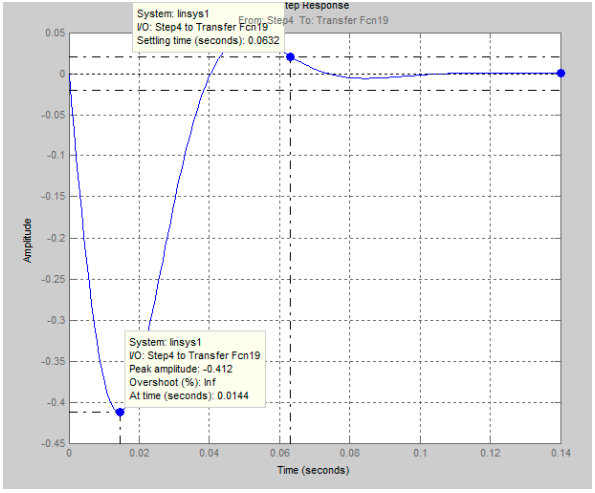 tep Response
From: Step4 To: Transfer Fcn19
System: linsys1
I/O: Step4 to Transfer Fcn19
Settling time (seconds): 0.0632
0.05
0
-0.05
-0.1
-0.15
-0.2
-0.25
-0.3
-0.35
-0.4
-0.45
Amplitude
System: linsys1
I/O: Step4 to Transfer Fcn19
Peak amplitude: -0.412
Overshoot (%): Inf
At time (seconds): 0.0144
0
0.02
0.04
0.06
0.08
0.1
0.12
0.14
Time (seconds)